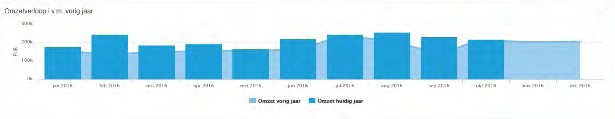 Omzetverloop i.v.m. vorig jaar
300k
200k
100k
0k
EUR
jan 2016 feb 2016 mrt 2016 apr 2016 mei 2016 jun 2016 jul 2016 aug 2016 sep 2016 okt 2016 nov 2016 dec 2016
Omzet vorig jaar Omzet huidig jaar